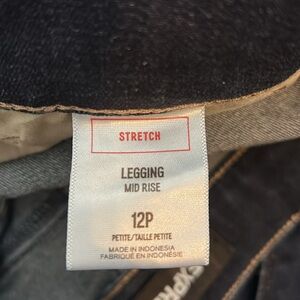 STRETCH
LEGGING
MID RISE
12P
PETITE/TAILLE PETITE
MADE IN INDONESIA
FABRIQUÉ EN INDONÉSIE